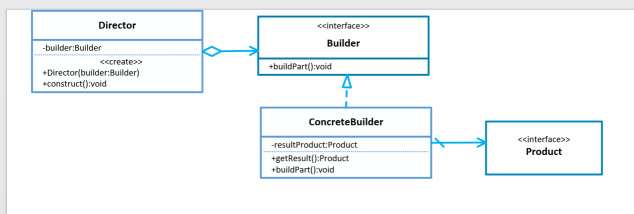 Director
-builder:Builder
<<create>>
+Director(builder:Builder)
+construct():void
<<interface>>
Builder
+buildPart():void
ConcreteBuilder
-resultProduct:Product
+getResult():Product
+buildPart():void
<<interface>>
Product